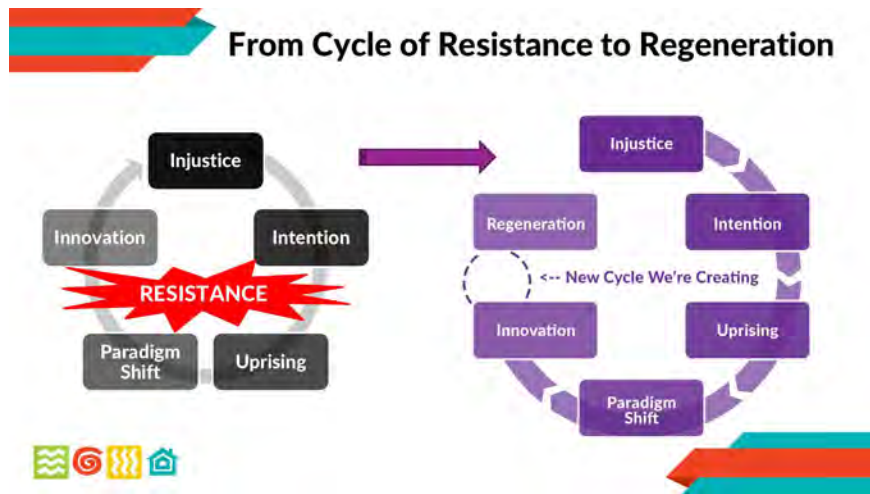 From Cycle of Resistance to Regeneration
Injustice
Innovation
Intention
RESISTANCE
Paradigm
Shift
Uprising
Injustice
Regeneration
Intention
<-- New Cycle We're Creating
Innovation
Uprising
Paradigm
Shift